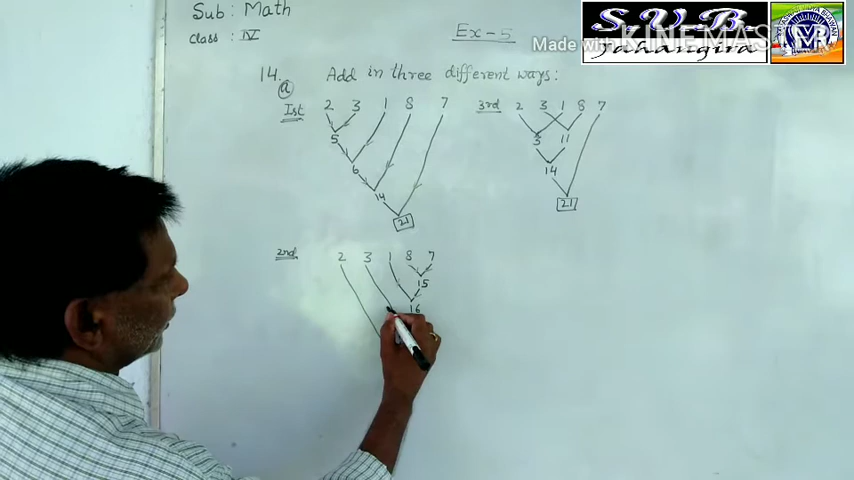 Sub: Math
Class: IV
Ex-5
S.V.B.
Jahangira
Made with KINEMASTER
14. Add in three different ways:
a
Ist 2 3 1 8 7
5
6
14
21
3rd 2 3 1 8 7
3 11
14
21
2nd 2 3 1 8 7
15
16